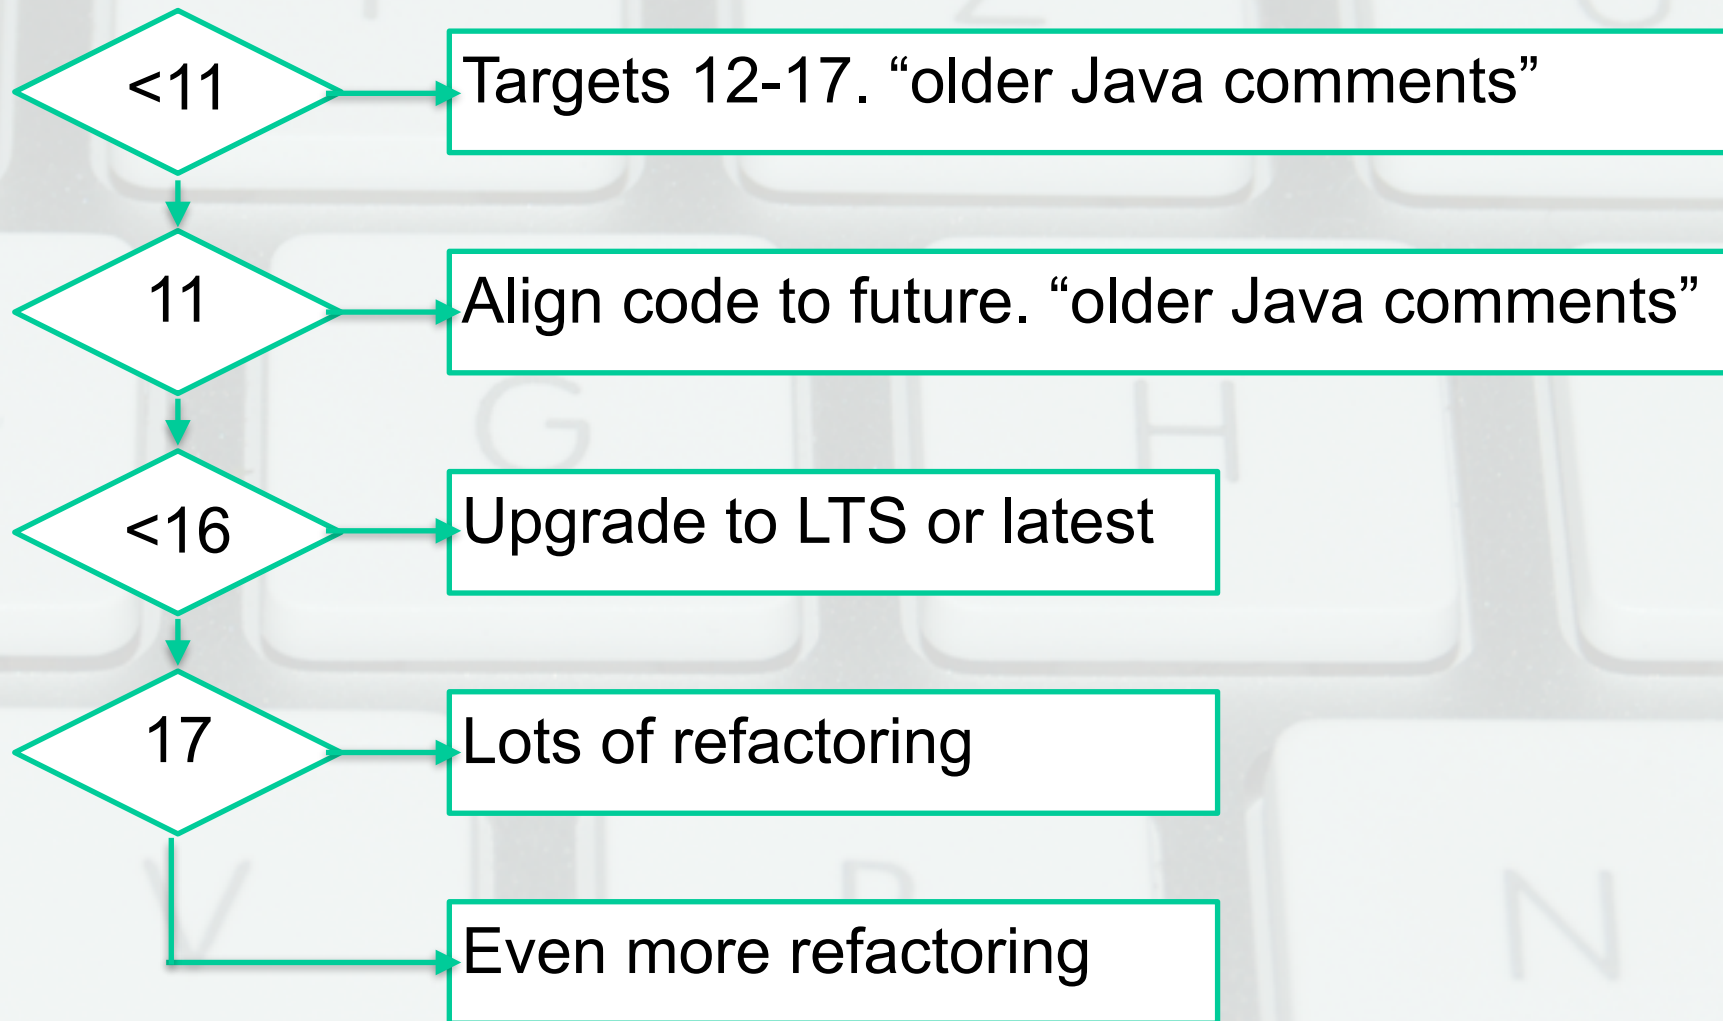 <11
Targets 12-17. “older Java comments”
11
Align code to future. “older Java comments”
<16
Upgrade to LTS or latest
17
Lots of refactoring
Even more refactoring
G
H
V
N